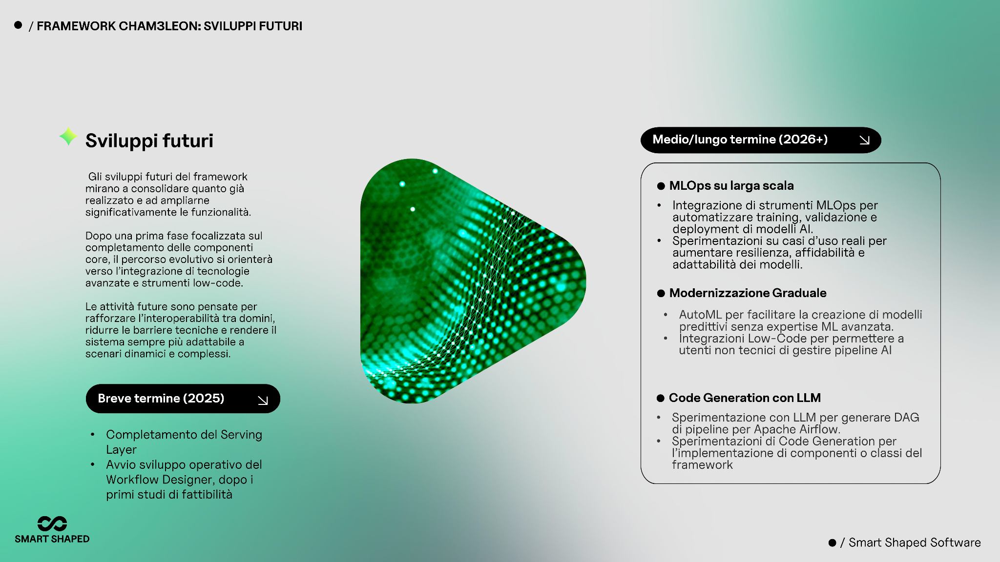 / FRAMEWORK CHAM3LEON: SVILUPPI FUTURI
Sviluppi futuri
Gli sviluppi futuri del framework
mirano a consolidare quanto già
realizzato e ad ampliarne
significativamente le funzionalità.
Dopo una prima fase focalizzata sul
completamento delle componenti
core, il percorso evolutivo si orienterà
verso l'integrazione di tecnologie
avanzate e strumenti low-code.
Le attività future sono pensate per
rafforzare l'interoperabilità tra domini,
ridurre le barriere tecniche e rendere il
sistema sempre più adattabile a
scenari dinamici e complessi.
Breve termine (2025)
• Completamento del Serving
Layer
• Avvio sviluppo operativo del
Workflow Designer, dopo i
primi studi di fattibilità
Medio/lungo termine (2026+)
● MLOps su larga scala
• Integrazione di strumenti MLOps per
automatizzare training, validazione e
deployment di modelli AI.
• Sperimentazioni su casi d'uso reali per
aumentare resilienza, affidabilità e
adattabilità dei modelli.
● Modernizzazione Graduale
• AutoML per facilitare la creazione di modelli
predittivi senza expertise ML avanzata.
• Integrazioni Low-Code per permettere a
utenti non tecnici di gestire pipeline AI
● Code Generation con LLM
• Sperimentazione con LLM per generare DAG
di pipeline per Apache Airflow.
• Sperimentazioni di Code Generation per
l'implementazione di componenti o classi del
framework
SMART SHAPED
/ Smart Shaped Software